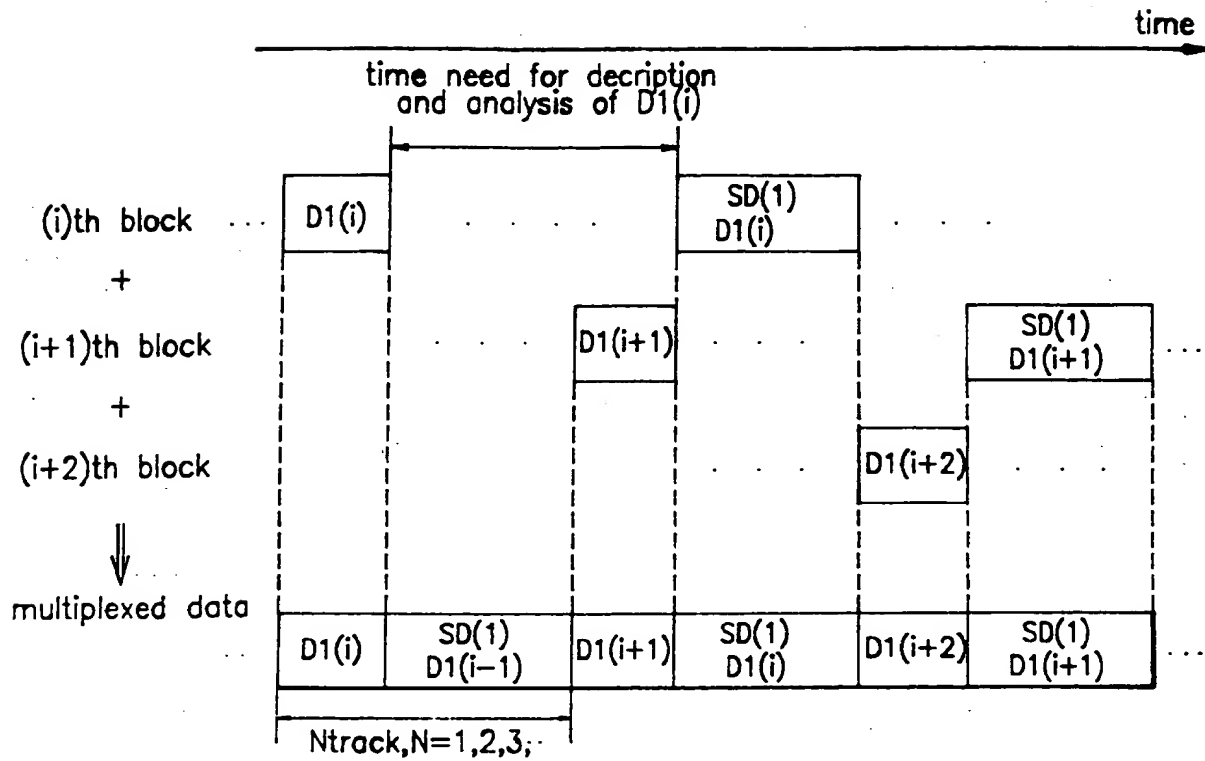 time
time need for decription
and analysis of D1(i)
(i)th block ... D1(i) . . . . SD(1) . . .
D1(i)
+
(i+1)th block . . . D1(i+1) . . . SD(1) ...
D1(i+1)
+
(i+2)th block . . . D1(i+2) . . .
⇓
multiplexed data
... D1(i) SD(1) D1(i+1) SD(1) D1(i+2) SD(1) ...
D1(i-1) D1(i) D1(i+1)
Ntrack,N=1,2,3,··